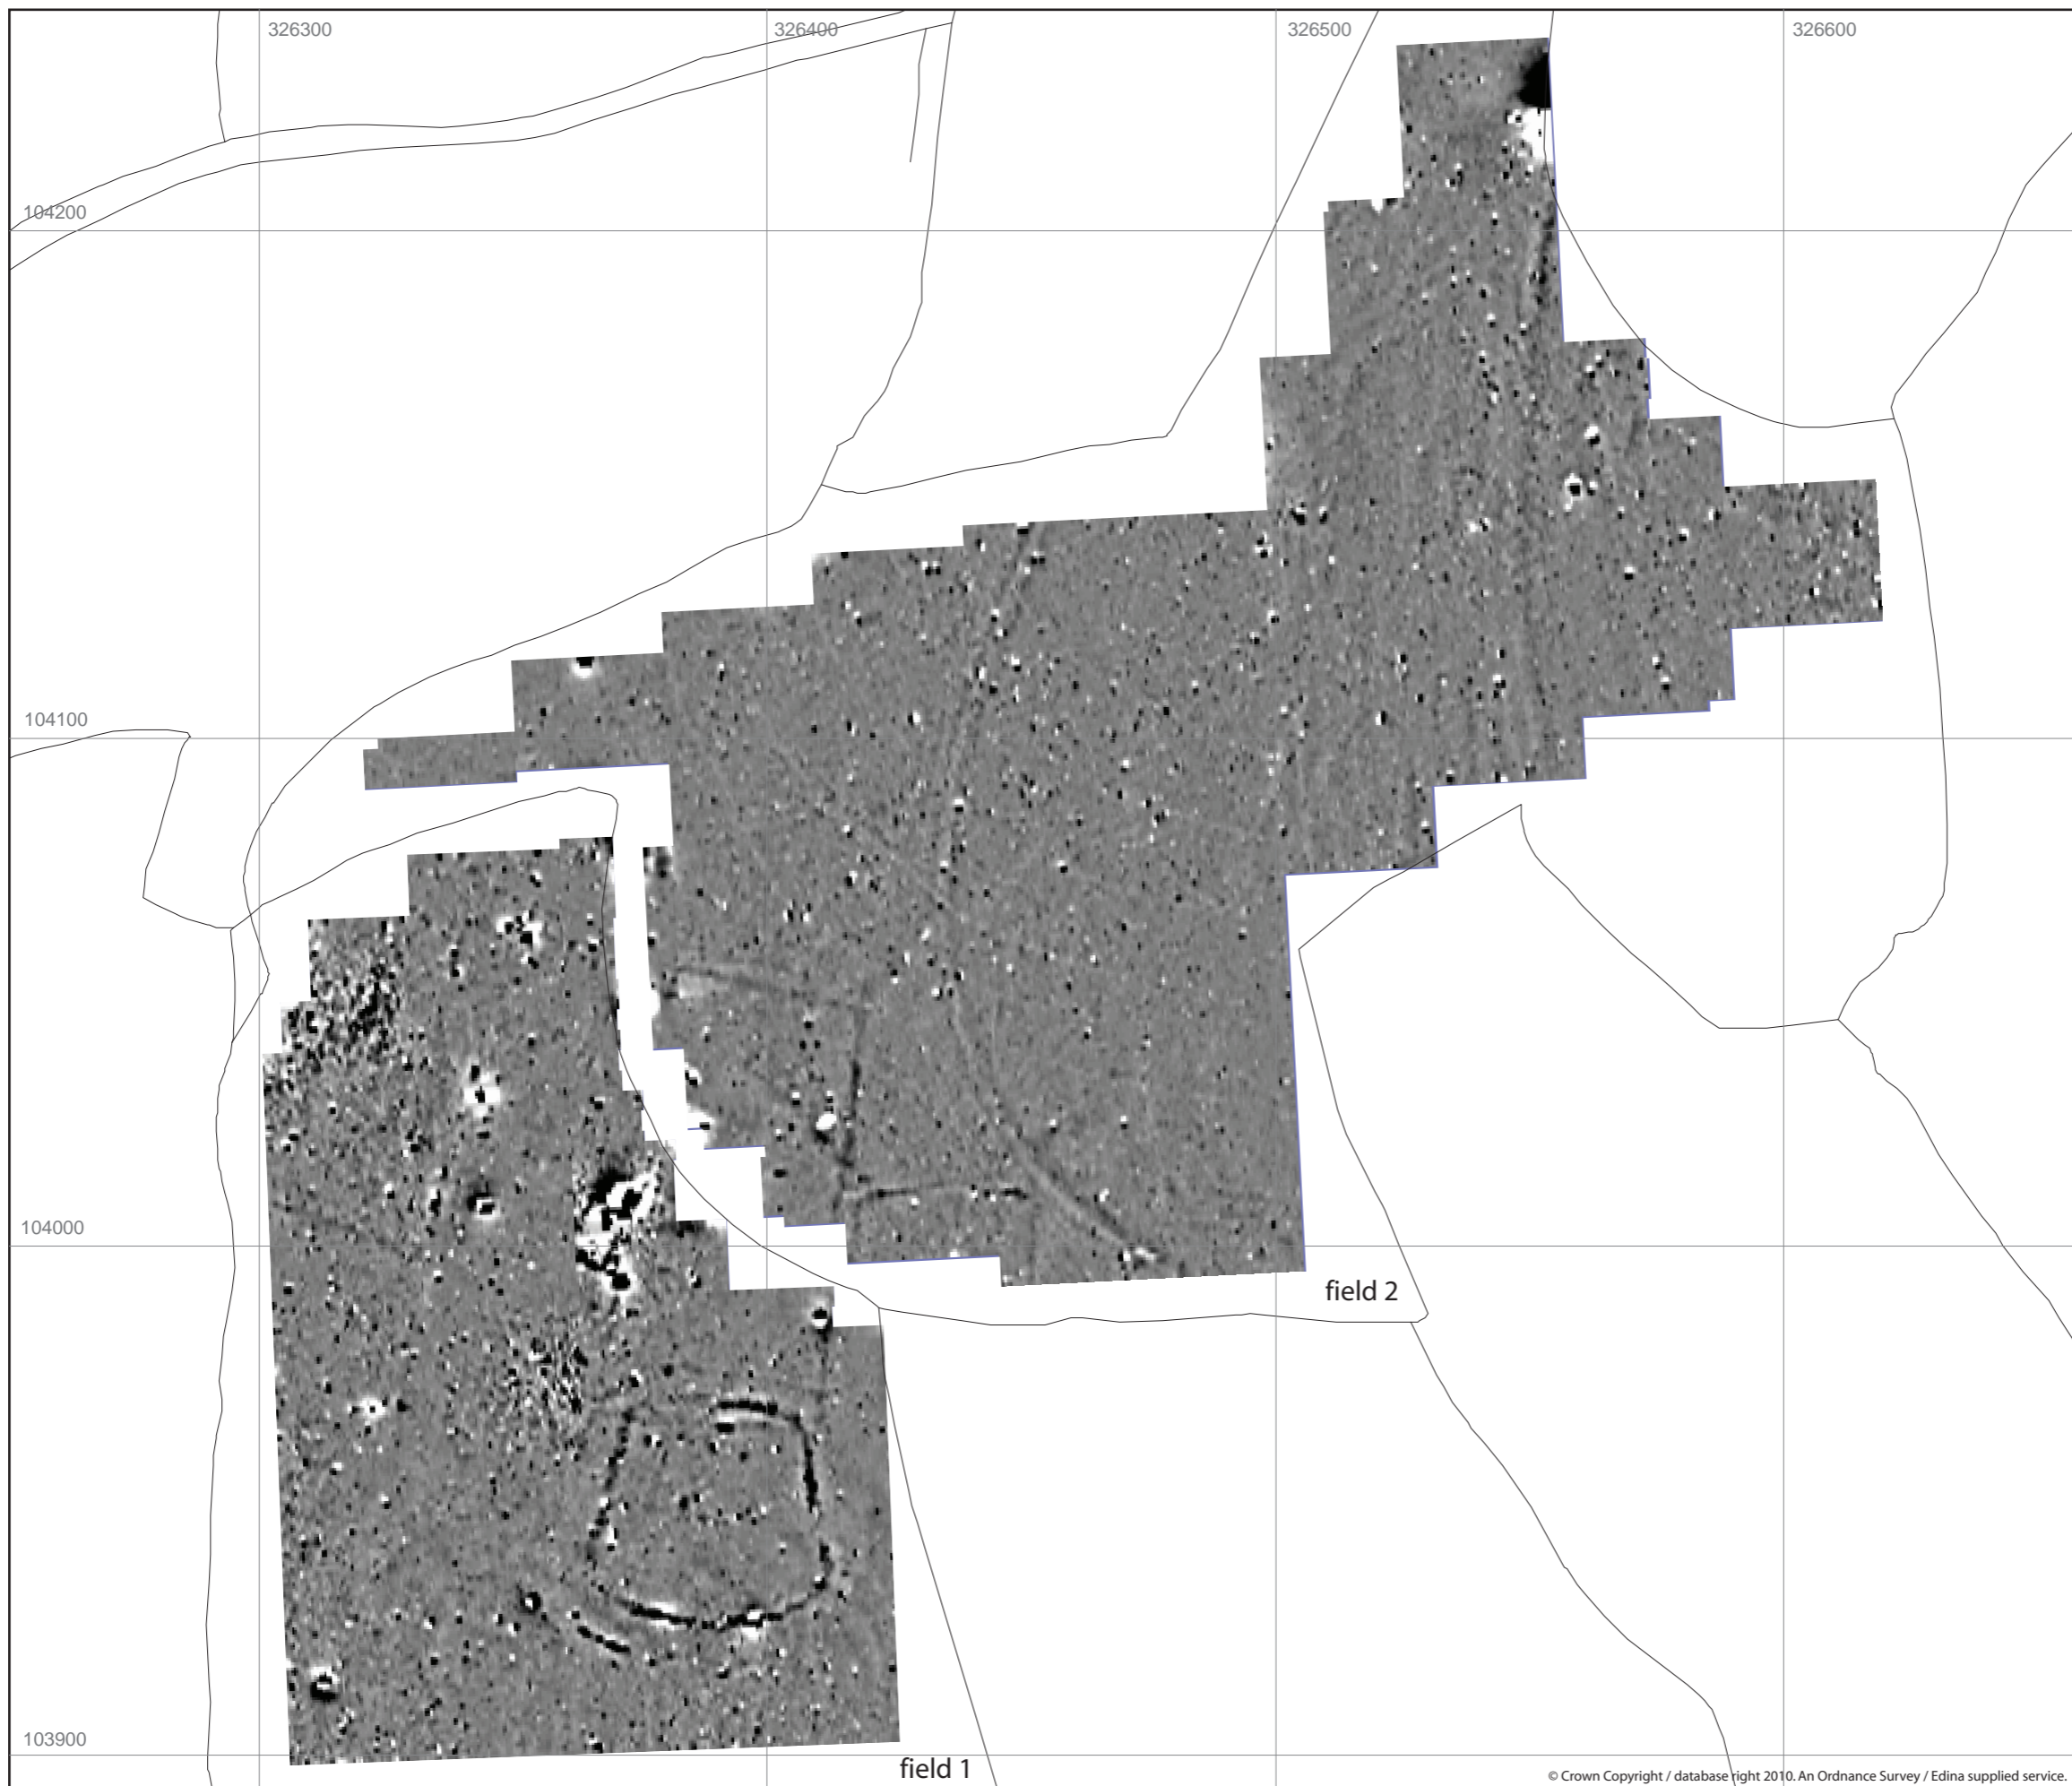 326300
326400
326500
326600
104200
104100
104000
field 2
103900
field 1
© Crown Copyright / database right 2010. An Ordnance Survey / Edina supplied service.